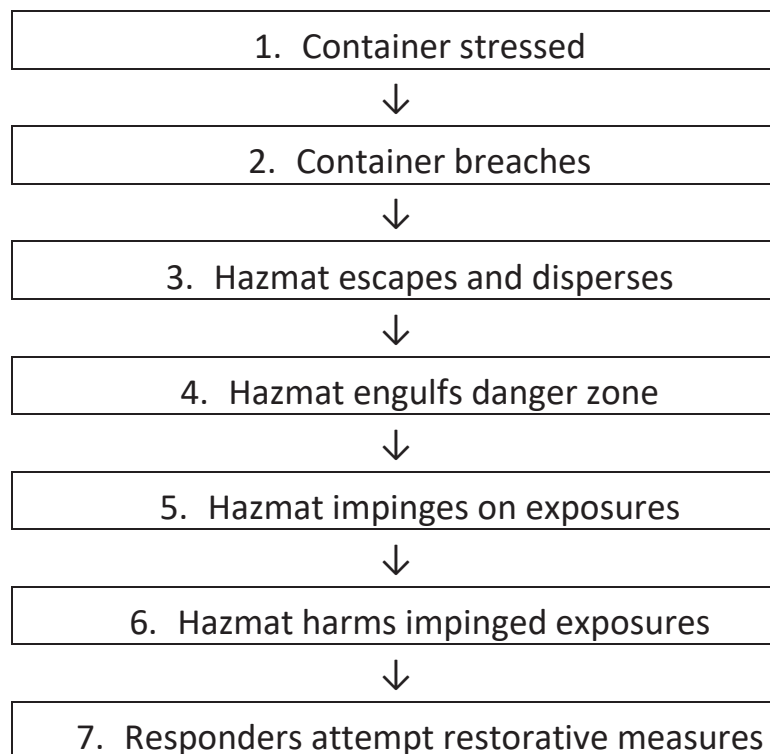 1. Container stressed
↓
2. Container breaches
↓
3. Hazmat escapes and disperses
↓
4. Hazmat engulfs danger zone
↓
5. Hazmat impinges on exposures
↓
6. Hazmat harms impinged exposures
↓
7. Responders attempt restorative measures